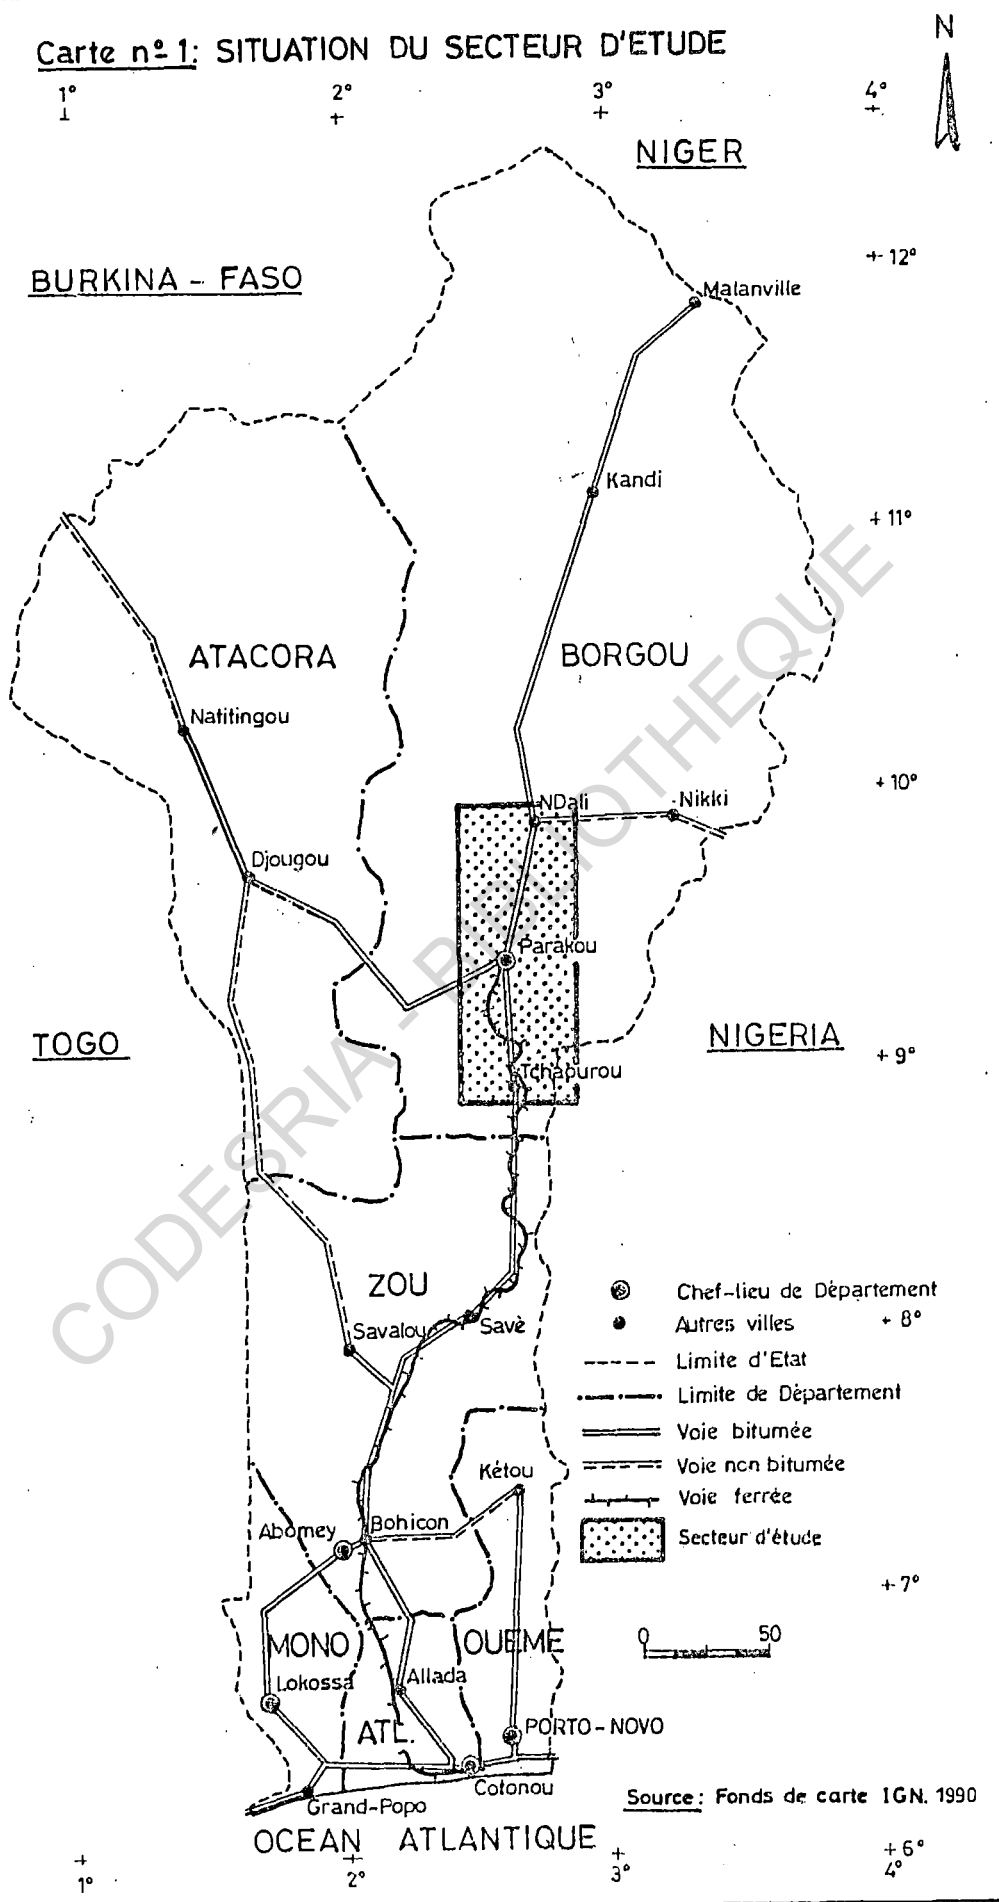 Carte nº 1: SITUATION DU SECTEUR D'ETUDE
N
1° 2° 3° 4°
NIGER
+ 12°
BURKINA - FASO
Malanville
Kandi
+ 11°
ATACORA BORGOU
Natitingou
+ 10°
NDali Nikki
Djougou
Parakou
TOGO NIGERIA
+ 9°
Tchaourou
ZOU
Chef-lieu de Département
Savalou Savè Autres villes + 8°
Limite d'Etat
Limite de Département
Voie bitumée
Kétou Voie non bitumée
Voie ferrée
Abomey Bohicon
Secteur d'étude
+ 7°
MONO OUEME 0 50
Lokossa Allada
ATL. PORTO-NOVO
Cotonou
Grand-Popo Source: Fonds de carte IGN. 1990
OCEAN ATLANTIQUE
+ 6°
1° 2° 3° 4°
CODESRIA - BIBLIOTHEQUE